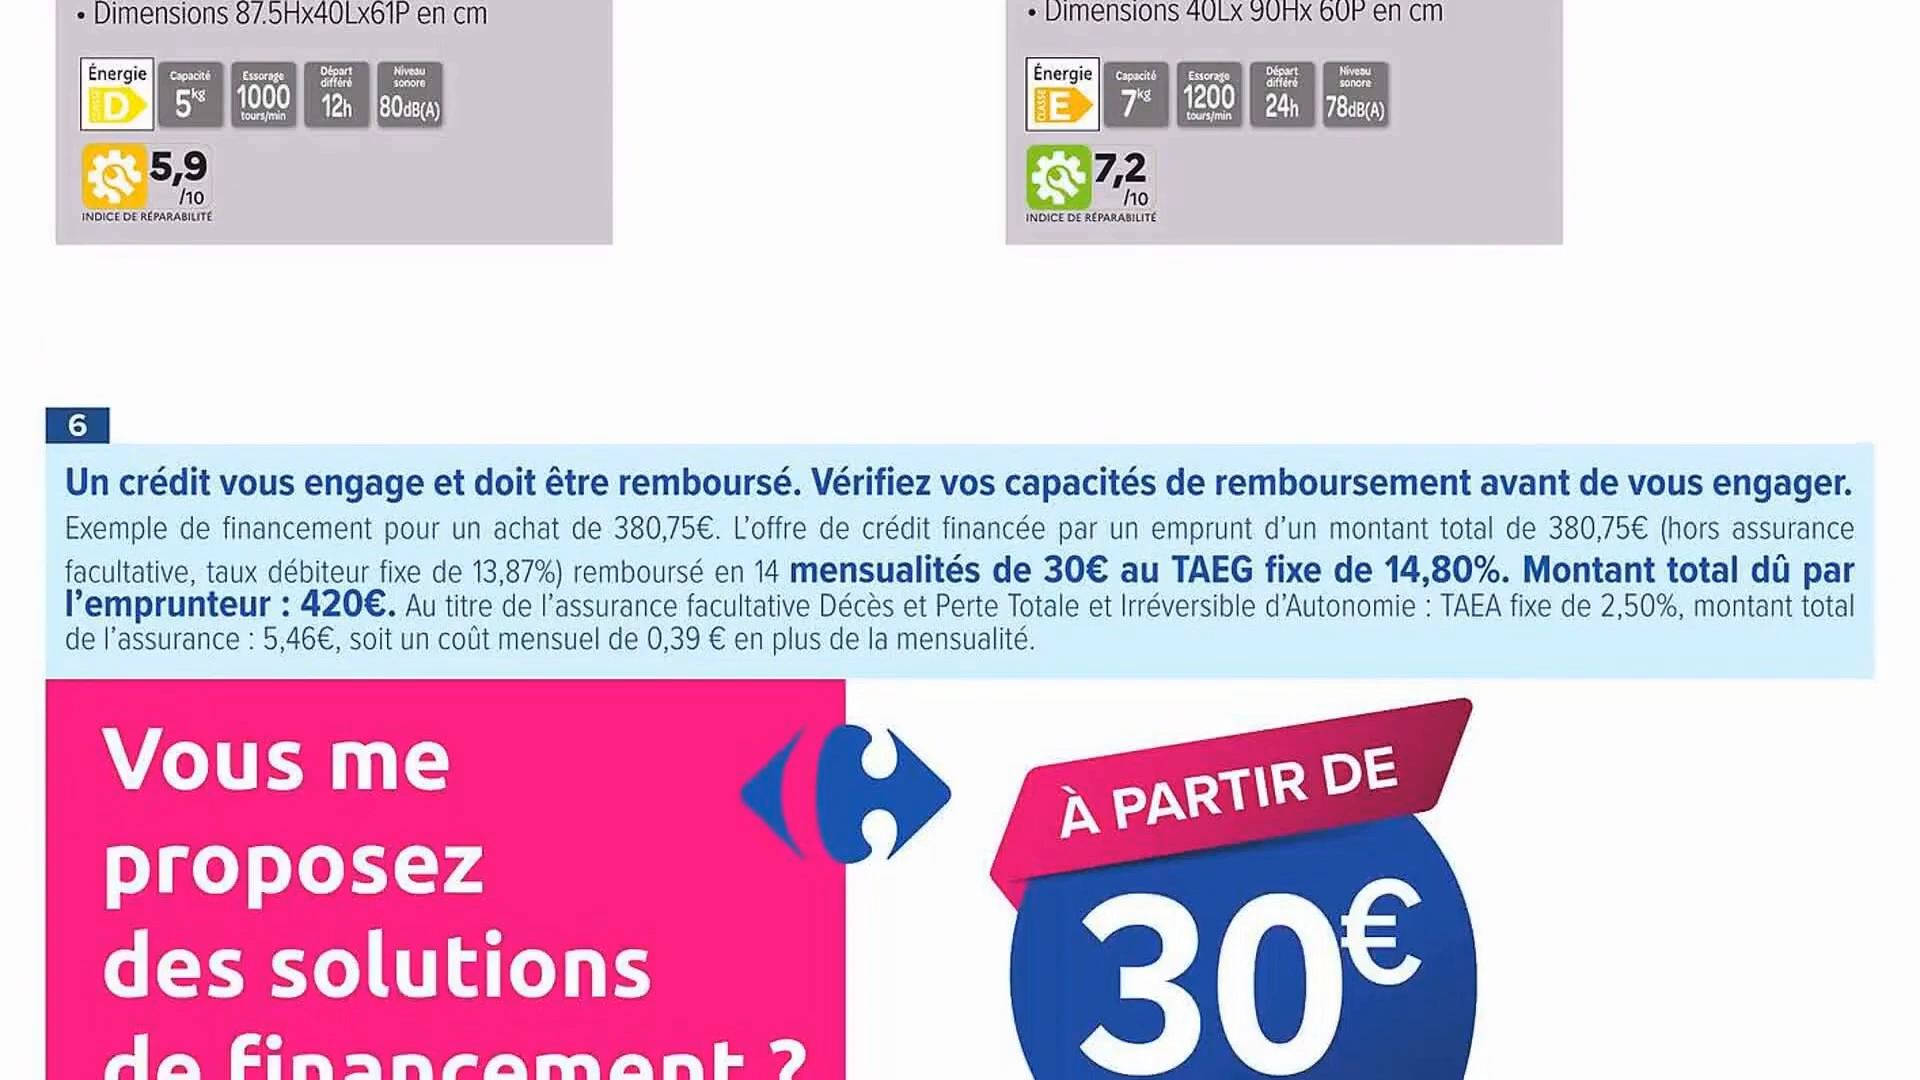 • Dimensions 87.5Hx40Lx61P en cm
Énergie
CLASSE
D
Capacité
5kg
Essorage
1000
tours/min
Départ
différé
12h
Niveau
sonore
80dB(A)
5,9
/10
INDICE DE RÉPARABILITÉ
• Dimensions 40Lx 90Hx 60P en cm
Énergie
CLASSE
E
Capacité
7kg
Essorage
1200
tours/min
Départ
différé
24h
Niveau
sonore
78dB(A)
7,2
/10
INDICE DE RÉPARABILITÉ
6
Un crédit vous engage et doit être remboursé. Vérifiez vos capacités de remboursement avant de vous engager.
Exemple de financement pour un achat de 380,75€. L’offre de crédit financée par un emprunt d’un montant total de 380,75€ (hors assurance
facultative, taux débiteur fixe de 13,87%) remboursé en 14 mensualités de 30€ au TAEG fixe de 14,80%. Montant total dû par
l’emprunteur : 420€. Au titre de l’assurance facultative Décès et Perte Totale et Irréversible d’Autonomie : TAEA fixe de 2,50%, montant total
de l’assurance : 5,46€, soit un coût mensuel de 0,39 € en plus de la mensualité.
Vous me
proposez
des solutions
de financement ?
À PARTIR DE
30€